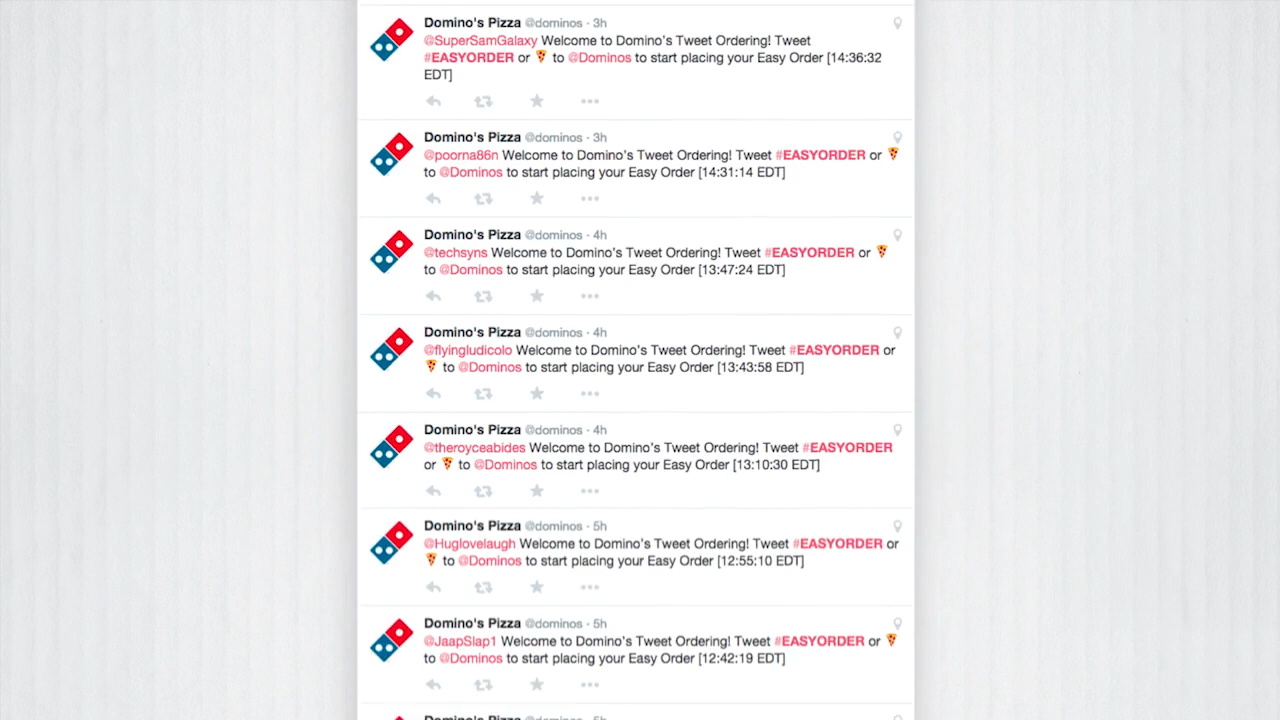 Domino's Pizza @dominos · 3h
@SuperSamGalaxy Welcome to Domino's Tweet Ordering! Tweet
#EASYORDER or 🍕 to @Dominos to start placing your Easy Order [14:36:32
EDT]
Domino's Pizza @dominos · 3h
@poorna86n Welcome to Domino's Tweet Ordering! Tweet #EASYORDER or 🍕
to @Dominos to start placing your Easy Order [14:31:14 EDT]
Domino's Pizza @dominos · 4h
@techsyns Welcome to Domino's Tweet Ordering! Tweet #EASYORDER or 🍕
to @Dominos to start placing your Easy Order [13:47:24 EDT]
Domino's Pizza @dominos · 4h
@flyingludicolo Welcome to Domino's Tweet Ordering! Tweet #EASYORDER or
🍕 to @Dominos to start placing your Easy Order [13:43:58 EDT]
Domino's Pizza @dominos · 4h
@theroyceabides Welcome to Domino's Tweet Ordering! Tweet #EASYORDER
or 🍕 to @Dominos to start placing your Easy Order [13:10:30 EDT]
Domino's Pizza @dominos · 5h
@Huglovelaugh Welcome to Domino's Tweet Ordering! Tweet #EASYORDER or
🍕 to @Dominos to start placing your Easy Order [12:55:10 EDT]
Domino's Pizza @dominos · 5h
@JaapSlap1 Welcome to Domino's Tweet Ordering! Tweet #EASYORDER or 🍕
to @Dominos to start placing your Easy Order [12:42:19 EDT]
Domino's Pizza @dominos · 5h